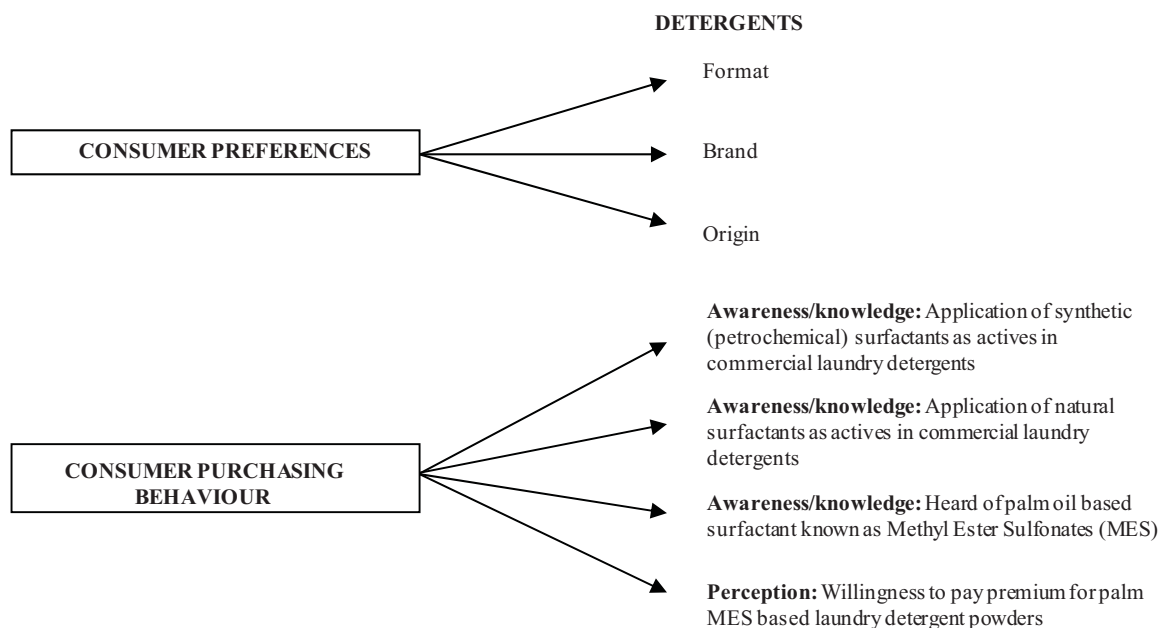 DETERGENTS
Format
CONSUMER PREFERENCES
Brand
Origin
Awareness/knowledge: Application of synthetic
(petrochemical) surfactants as actives in
commercial laundry detergents
Awareness/knowledge: Application of natural
surfactants as actives in commercial laundry
detergents
CONSUMER PURCHASING
BEHAVIOUR
Awareness/knowledge: Heard of palm oil based
surfactant known as Methyl Ester Sulfonates (MES)
Perception: Willingness to pay premium for palm
MES based laundry detergent powders